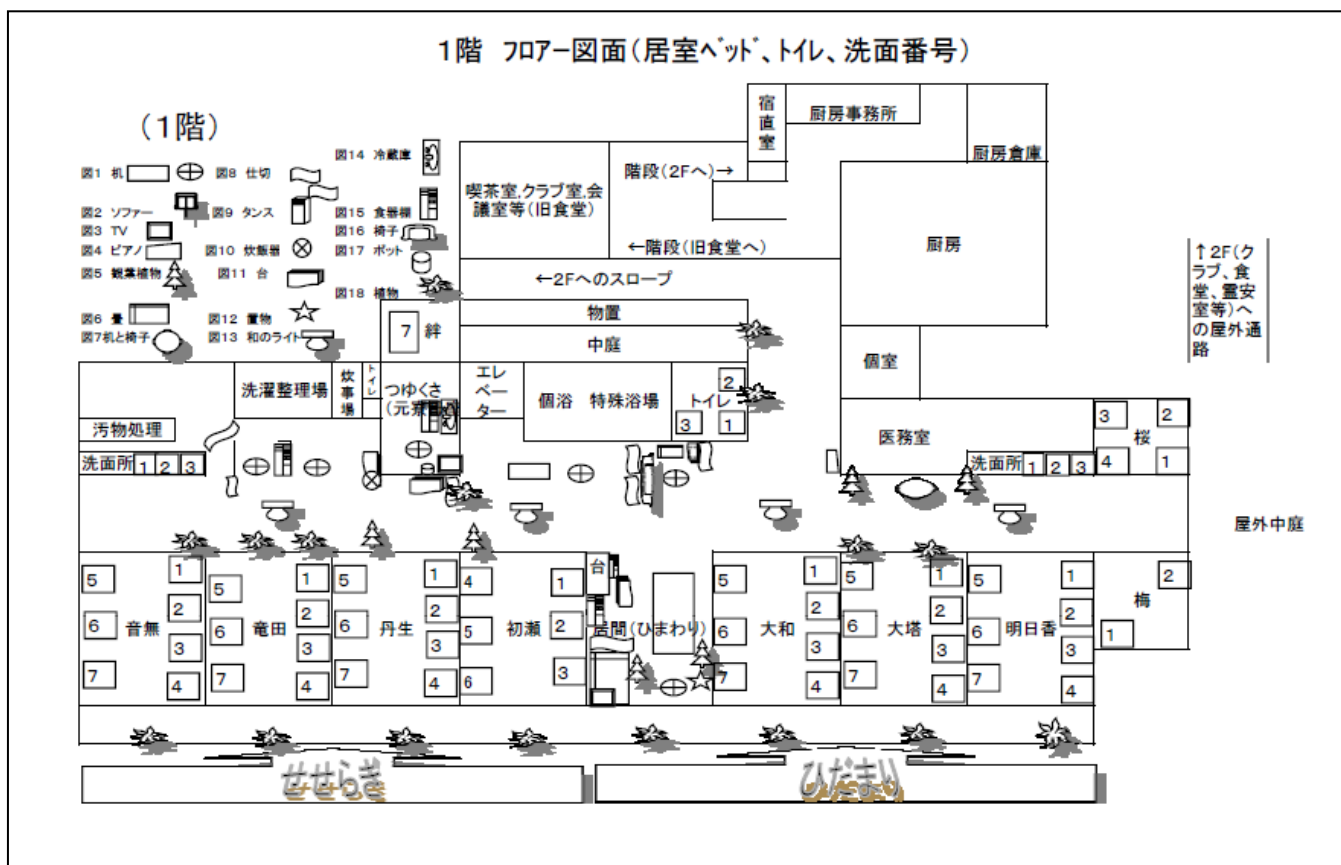 1階 フロアー図面(居室ベッド、トイレ、洗面番号)
(1階)
図1 机
図8 仕切
図14 冷蔵庫
図2 ソファー
図9 タンス
図15 食器棚
図3 TV
図16 椅子
図4 ピアノ
図10 炊飯器
図17 ポット
図5 観葉植物
図11 台
図18 植物
図6 畳
図12 置物
図7机と椅子
図13 和のライト
宿
直
室
厨房事務所
厨房倉庫
喫茶室,クラブ室,会
議室等(旧食堂)
階段(2Fへ)→
←階段(旧食堂へ)
厨房
←2Fへのスロープ
↑2F(ク
ラブ、食
堂、霊安
室等)へ
の屋外通
路
物置
中庭
7 絆
個室
洗濯整理場
炊
事
場
トイレ
つゆくさ
(元寮
エレ
ベー
ター
個浴 特殊浴場
トイレ
2
3
1
汚物処理
洗面所 1 2 3
医務室
洗面所 1 2 3
3
2
桜
4
1
屋外中庭
5
1
6
音無
2
3
7
4
5
1
6
竜田
2
3
7
4
5
1
6
丹生
2
3
7
4
4
1
5
初瀬
2
6
3
台
居間(ひまわり)
5
1
6
大和
2
3
7
4
5
1
6
大塔
2
3
7
4
5
1
6
明日香
2
3
7
4
2
梅
1
せせらぎ
ひだまり